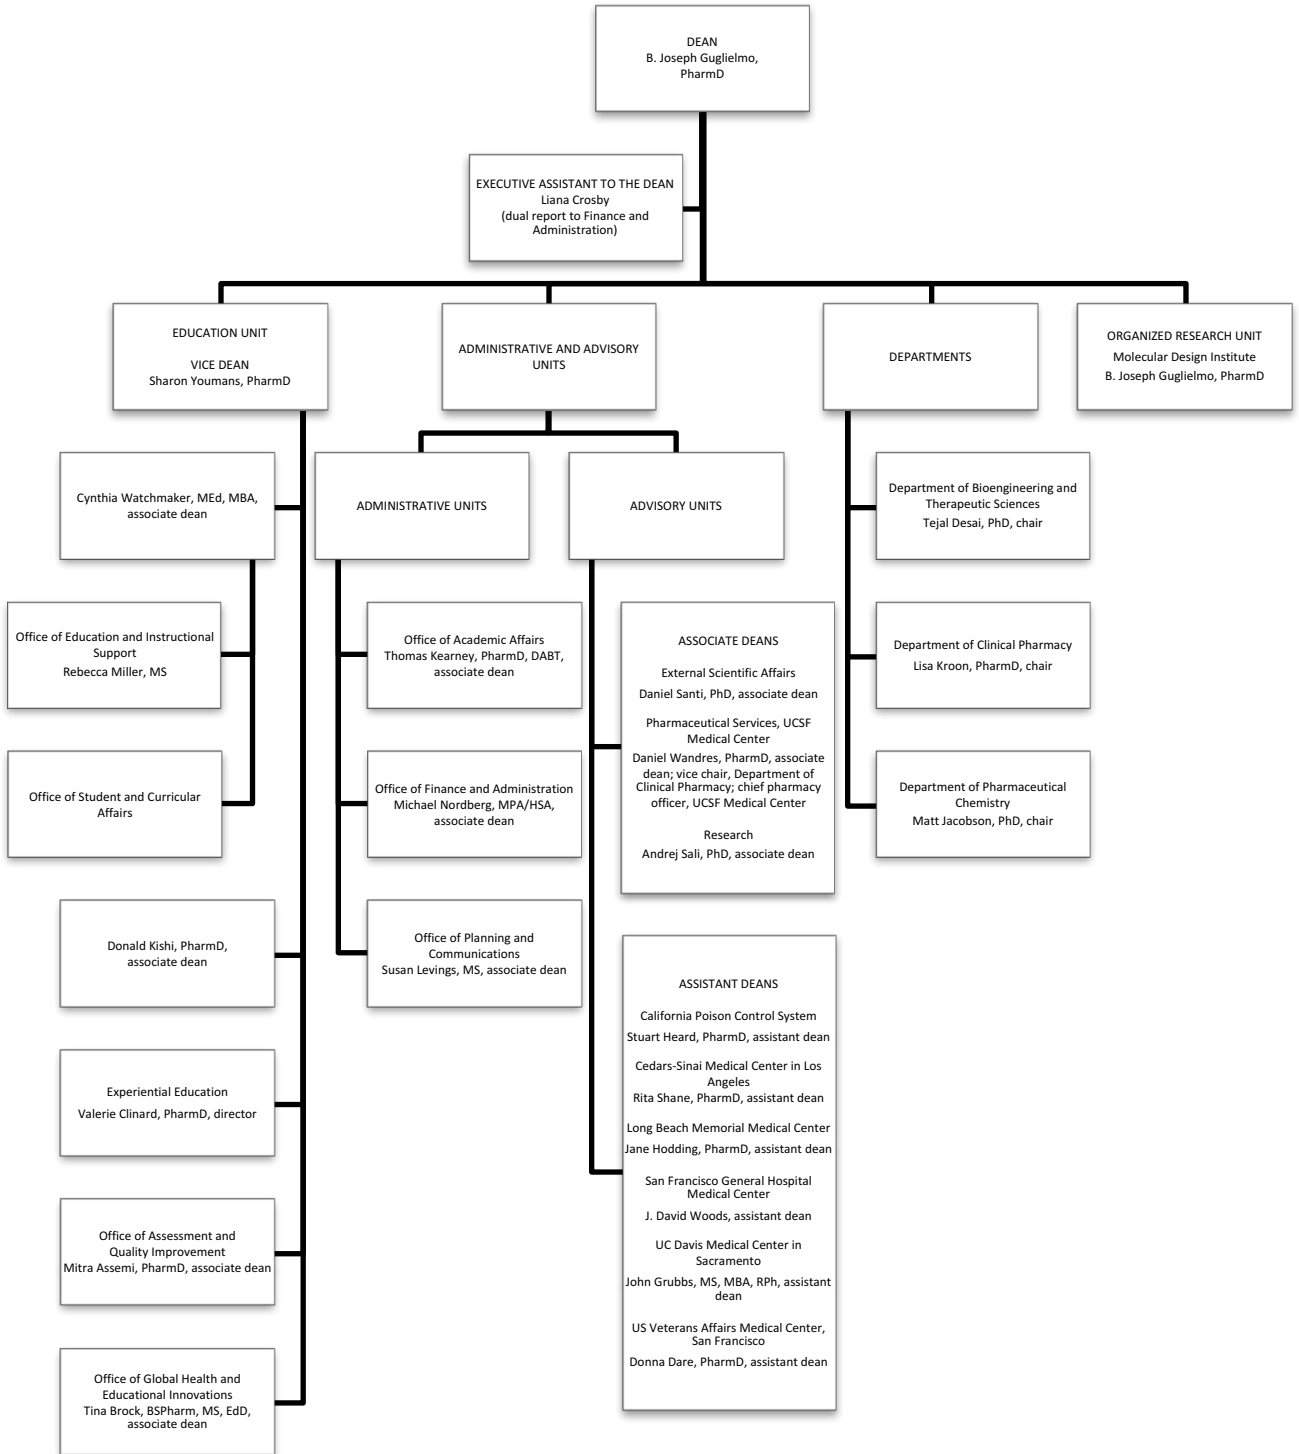 DEAN
B. Joseph Guglielmo,
PharmD
EXECUTIVE ASSISTANT TO THE DEAN
Liana Crosby
(dual report to Finance and
Administration)
EDUCATION UNIT
VICE DEAN
Sharon Youmans, PharmD
ADMINISTRATIVE AND ADVISORY
UNITS
DEPARTMENTS
ORGANIZED RESEARCH UNIT
Molecular Design Institute
B. Joseph Guglielmo, PharmD
Cynthia Watchmaker, MEd, MBA,
associate dean
Office of Education and Instructional
Support
Rebecca Miller, MS
Office of Student and Curricular
Affairs
Donald Kishi, PharmD,
associate dean
Experiential Education
Valerie Clinard, PharmD, director
Office of Assessment and
Quality Improvement
Mitra Assemi, PharmD, associate dean
Office of Global Health and
Educational Innovations
Tina Brock, BSPharm, MS, EdD,
associate dean
ADMINISTRATIVE UNITS
Office of Academic Affairs
Thomas Kearney, PharmD, DABT,
associate dean
Office of Finance and Administration
Michael Nordberg, MPA/HSA,
associate dean
Office of Planning and
Communications
Susan Levings, MS, associate dean
ADVISORY UNITS
ASSOCIATE DEANS
External Scientific Affairs
Daniel Santi, PhD, associate dean
Pharmaceutical Services, UCSF
Medical Center
Daniel Wandres, PharmD, associate
dean; vice chair, Department of
Clinical Pharmacy; chief pharmacy
officer, UCSF Medical Center
Research
Andrej Sali, PhD, associate dean
ASSISTANT DEANS
California Poison Control System
Stuart Heard, PharmD, assistant dean
Cedars-Sinai Medical Center in Los
Angeles
Rita Shane, PharmD, assistant dean
Long Beach Memorial Medical Center
Jane Hodding, PharmD, assistant dean
San Francisco General Hospital
Medical Center
J. David Woods, assistant dean
UC Davis Medical Center in
Sacramento
John Grubbs, MS, MBA, RPh, assistant
dean
US Veterans Affairs Medical Center,
San Francisco
Donna Dare, PharmD, assistant dean
Department of Bioengineering and
Therapeutic Sciences
Tejal Desai, PhD, chair
Department of Clinical Pharmacy
Lisa Kroon, PharmD, chair
Department of Pharmaceutical
Chemistry
Matt Jacobson, PhD, chair